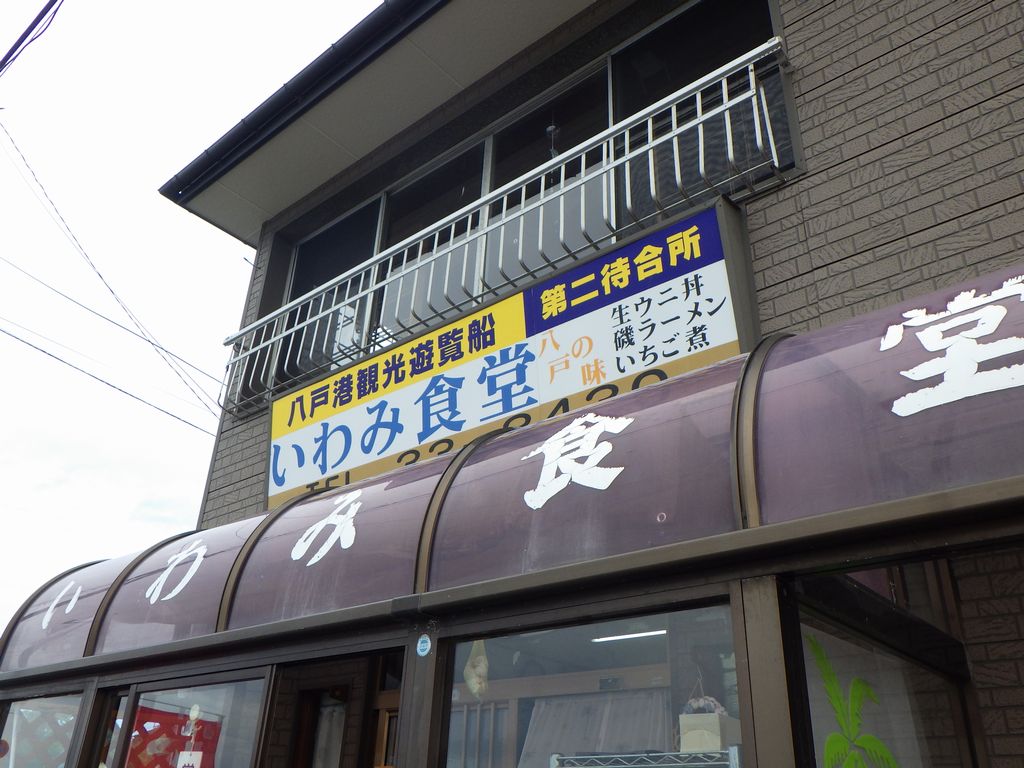 八戸港観光遊覧船
第二待合所
いわみ食堂
八戸の味
生ウニ丼
磯ラーメン
いちご煮
TEL
いわみ食堂